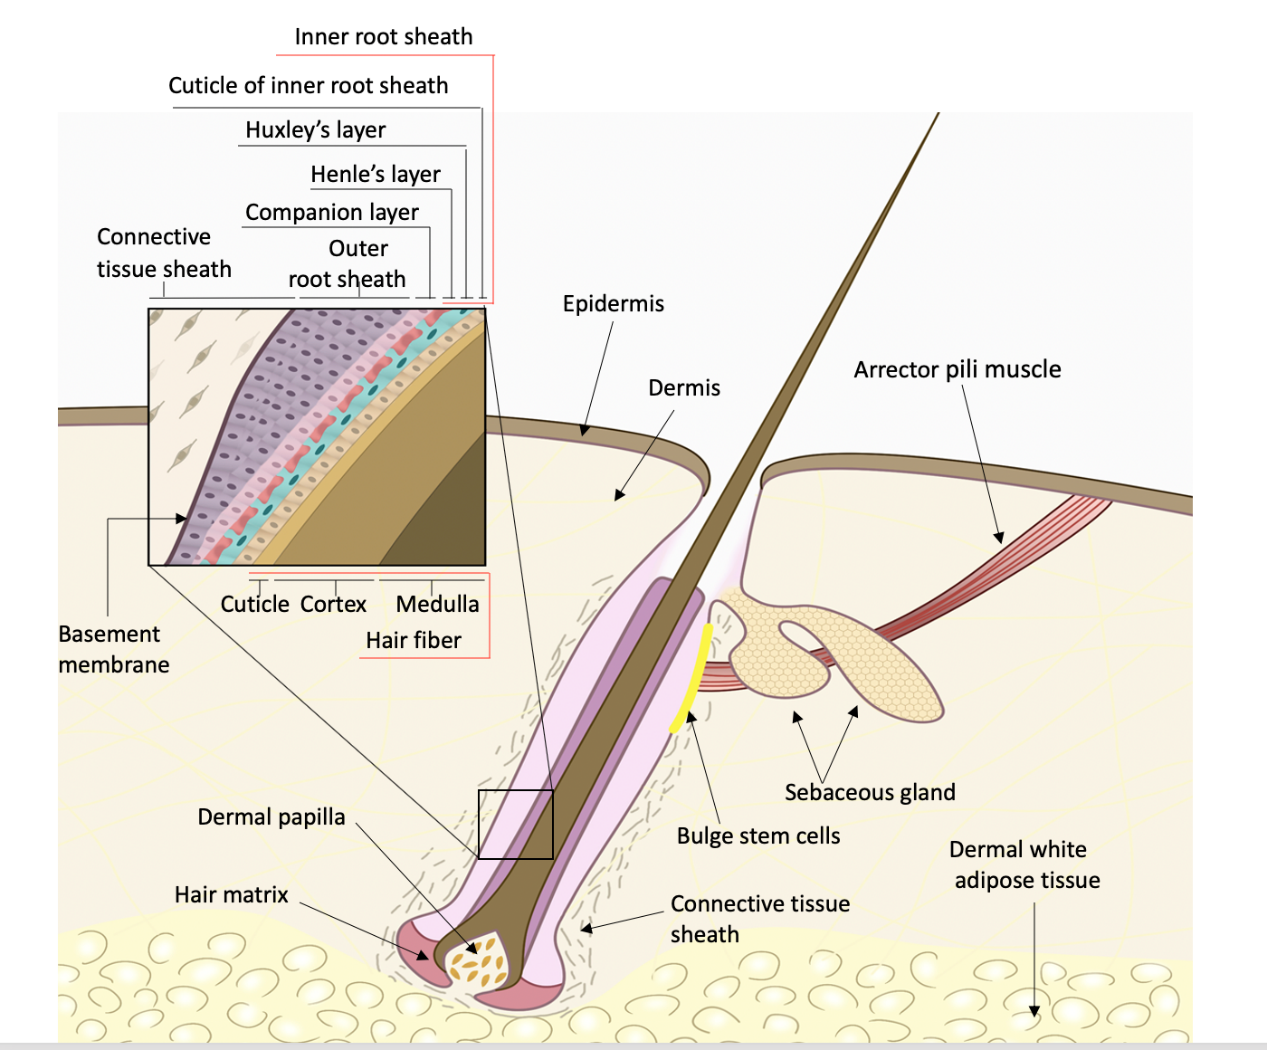 Inner root sheath
Cuticle of inner root sheath
Huxley’s layer
Henle’s layer
Companion layer
Connective
tissue sheath
Outer
root sheath
Epidermis
Dermis
Arrector pili muscle
Basement
membrane
Cuticle Cortex Medulla
Hair fiber
Sebaceous gland
Bulge stem cells
Dermal papilla
Hair matrix
Connective tissue
sheath
Dermal white
adipose tissue